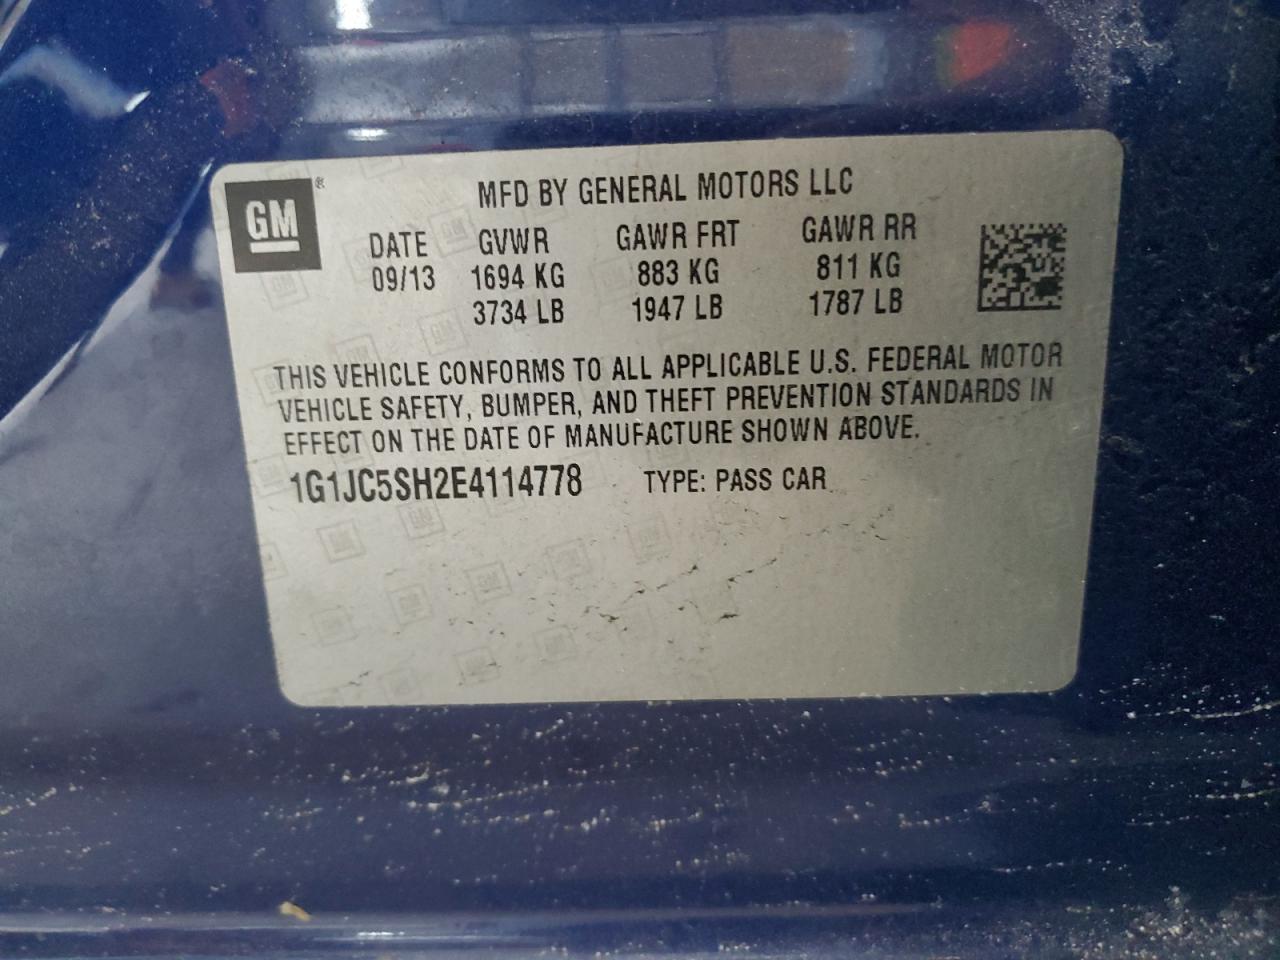 GM ®
MFD BY GENERAL MOTORS LLC
DATE GVWR GAWR FRT GAWR RR
09/13 1694 KG 883 KG 811 KG
3734 LB 1947 LB 1787 LB
THIS VEHICLE CONFORMS TO ALL APPLICABLE U.S. FEDERAL MOTOR
VEHICLE SAFETY, BUMPER, AND THEFT PREVENTION STANDARDS IN
EFFECT ON THE DATE OF MANUFACTURE SHOWN ABOVE.
1G1JC5SH2E4114778 TYPE: PASS CAR